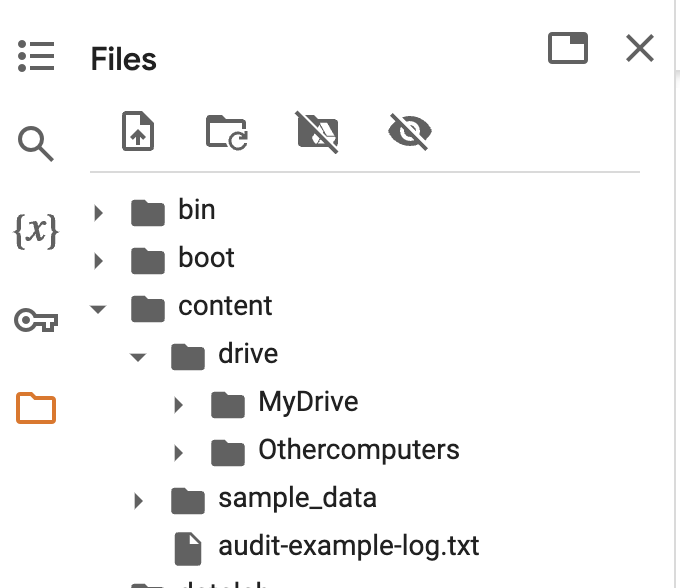 Files
{x}
bin
boot
content
drive
MyDrive
Othercomputers
sample_data
audit-example-log.txt